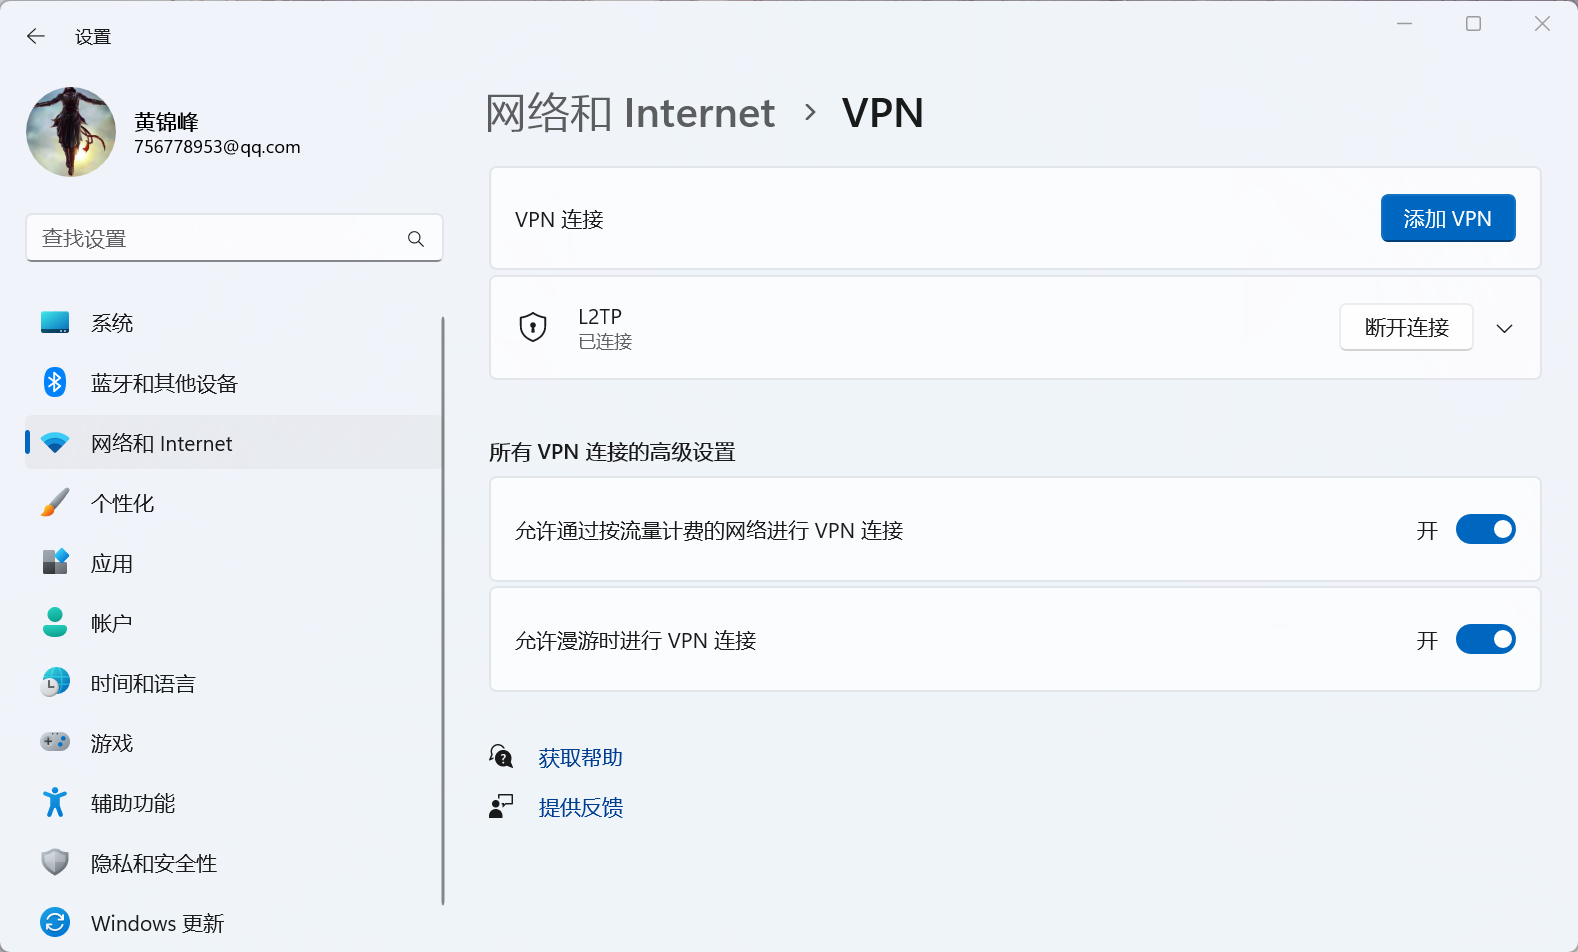 设置
黄锦峰
756778953@qq.com
查找设置
系统
蓝牙和其他设备
网络和 Internet
个性化
应用
帐户
时间和语言
游戏
辅助功能
隐私和安全性
Windows 更新
网络和 Internet › VPN
VPN 连接
添加 VPN
L2TP
已连接
断开连接
所有 VPN 连接的高级设置
允许通过按流量计费的网络进行 VPN 连接
开
允许漫游时进行 VPN 连接
开
获取帮助
提供反馈